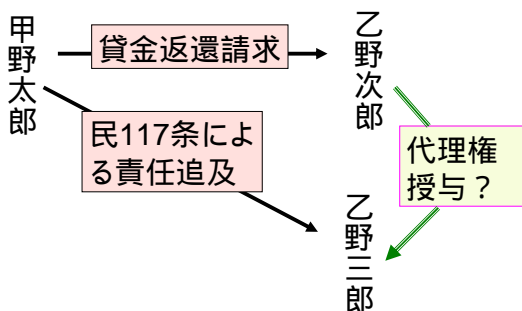 甲野太郎
貸金返還請求
乙野次郎
民117条によ
る責任追及
代理権
授与？
乙野三郎